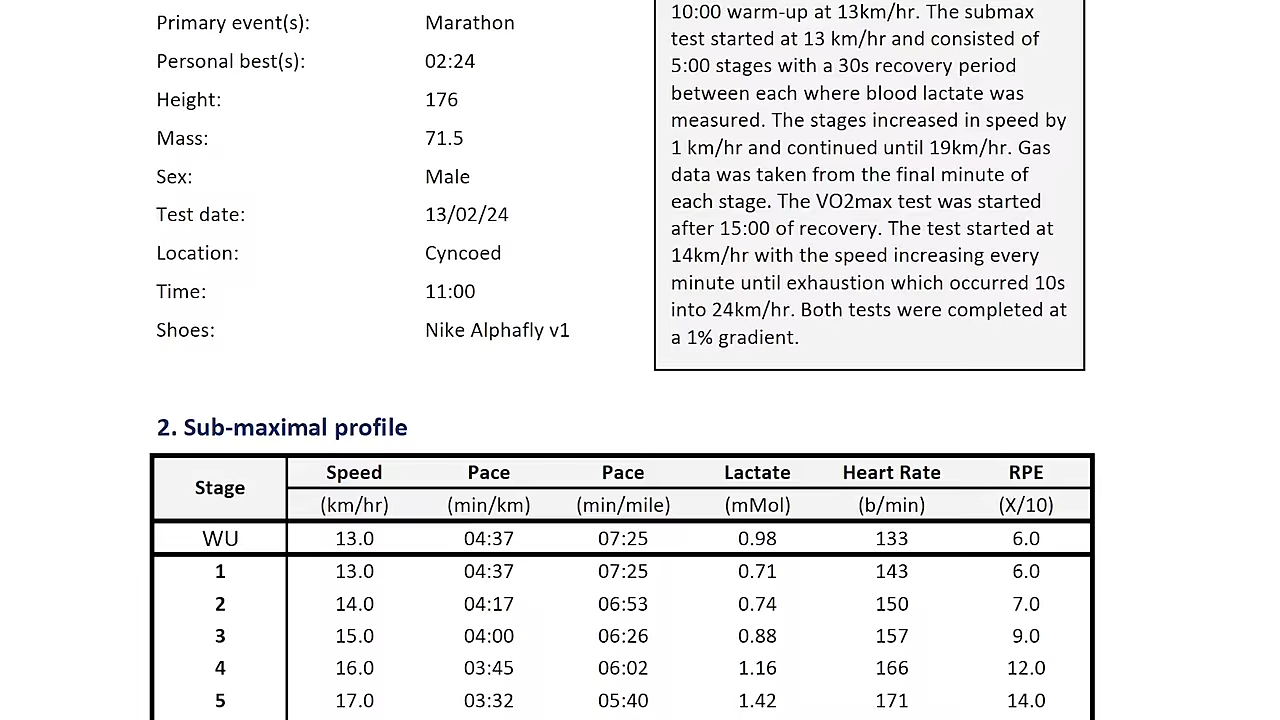 Primary event(s): Marathon
Personal best(s): 02:24
Height: 176
Mass: 71.5
Sex: Male
Test date: 13/02/24
Location: Cyncoed
Time: 11:00
Shoes: Nike Alphafly v1
10:00 warm-up at 13km/hr. The submax
test started at 13 km/hr and consisted of
5:00 stages with a 30s recovery period
between each where blood lactate was
measured. The stages increased in speed by
1 km/hr and continued until 19km/hr. Gas
data was taken from the final minute of
each stage. The VO2max test was started
after 15:00 of recovery. The test started at
14km/hr with the speed increasing every
minute until exhaustion which occurred 10s
into 24km/hr. Both tests were completed at
a 1% gradient.
2. Sub-maximal profile
Stage Speed Pace Pace Lactate Heart Rate RPE
(km/hr) (min/km) (min/mile) (mMol) (b/min) (X/10)
WU 13.0 04:37 07:25 0.98 133 6.0
1 13.0 04:37 07:25 0.71 143 6.0
2 14.0 04:17 06:53 0.74 150 7.0
3 15.0 04:00 06:26 0.88 157 9.0
4 16.0 03:45 06:02 1.16 166 12.0
5 17.0 03:32 05:40 1.42 171 14.0